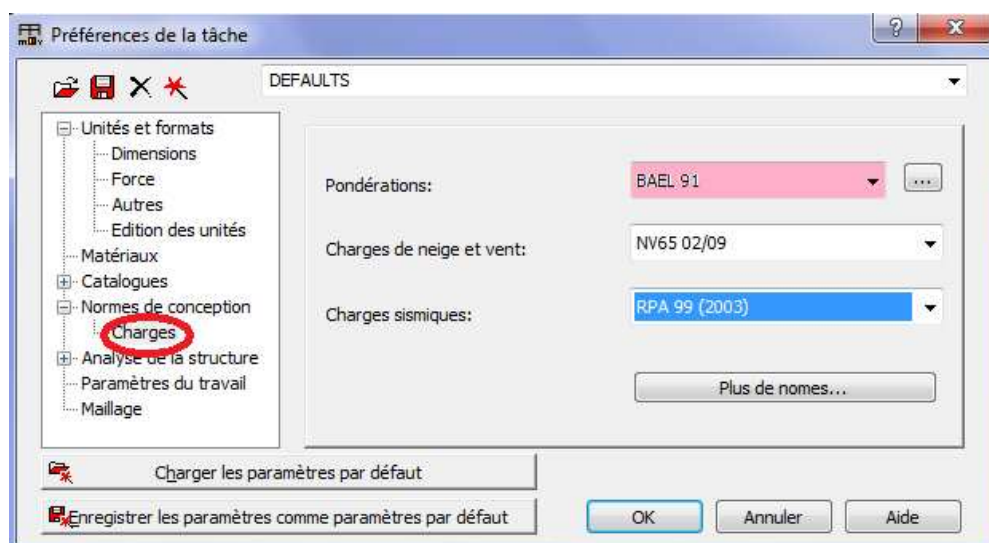 Préférences de la tâche
DEFAULTS
Unités et formats
Dimensions
Force
Autres
Edition des unités
Matériaux
Catalogues
Normes de conception
Charges
Analyse de la structure
Paramètres du travail
Maillage
Pondérations:
BAEL 91
...
Charges de neige et vent:
NV65 02/09
Charges sismiques:
RPA 99 (2003)
Plus de nomes...
Charger les paramètres par défaut
Enregistrer les paramètres comme paramètres par défaut
OK
Annuler
Aide